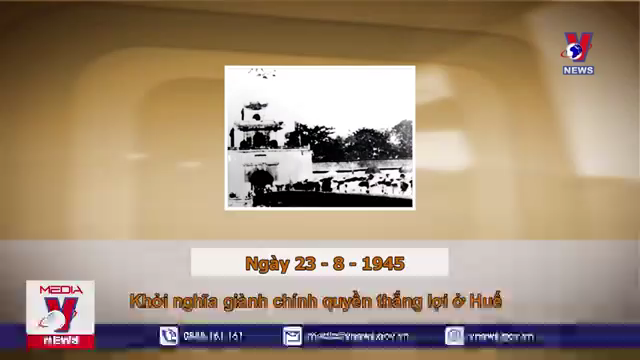 V
NEWS
Ngày 23 - 8 - 1945
Khởi nghĩa giành chính quyền thắng lợi ở Huế
MEDIA
V
NEWS